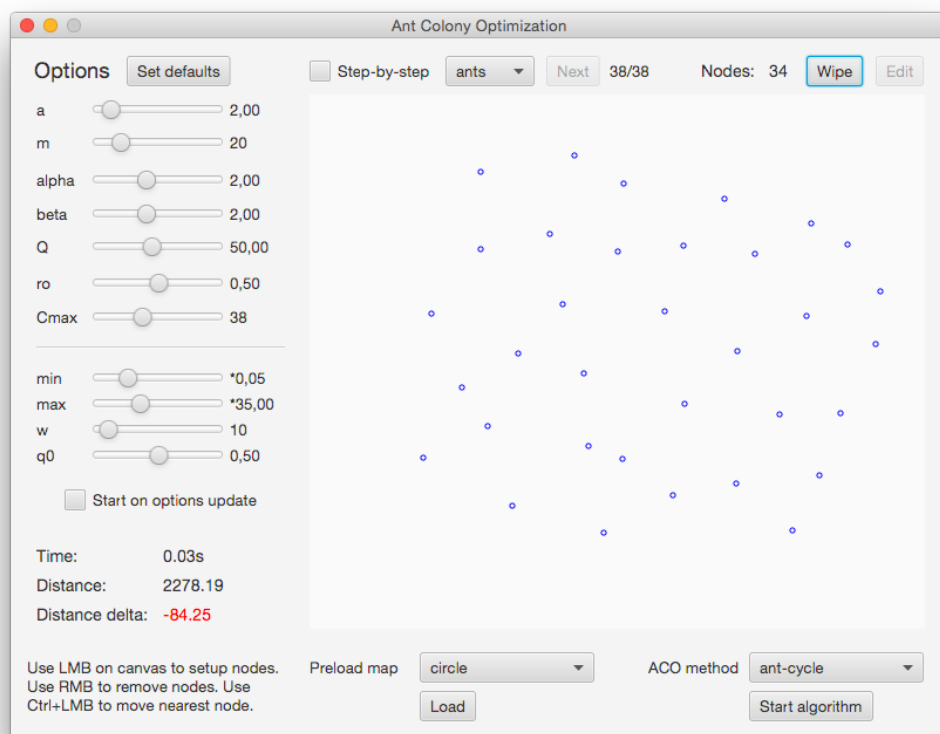 Ant Colony Optimization
Options Set defaults
Step-by-step ants Next 38/38 Nodes: 34 Wipe Edit
a 2,00
m 20
alpha 2,00
beta 2,00
Q 50,00
ro 0,50
Cmax 38
min *0,05
max *35,00
w 10
q0 0,50
Start on options update
Time: 0.03s
Distance: 2278.19
Distance delta: -84.25
Use LMB on canvas to setup nodes.
Use RMB to remove nodes. Use
Ctrl+LMB to move nearest node.
Preload map circle
Load
ACO method ant-cycle
Start algorithm